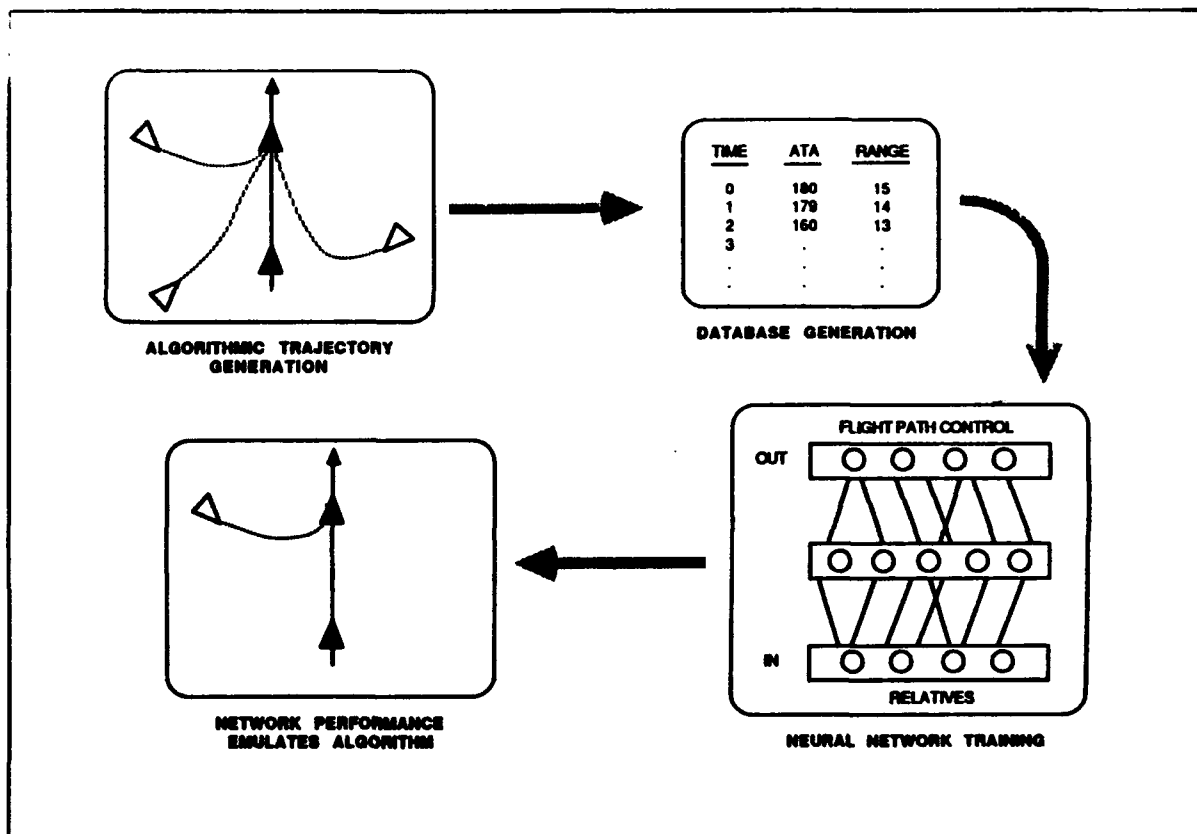 ALGORITHMIC TRAJECTORY
GENERATION
TIME ATA RANGE
0 180 15
1 179 14
2 160 13
3 . .
. . .
. . .
DATABASE GENERATION
FLIGHT PATH CONTROL
OUT
IN
RELATIVES
NEURAL NETWORK TRAINING
NETWORK PERFORMANCE
EMULATES ALGORITHM